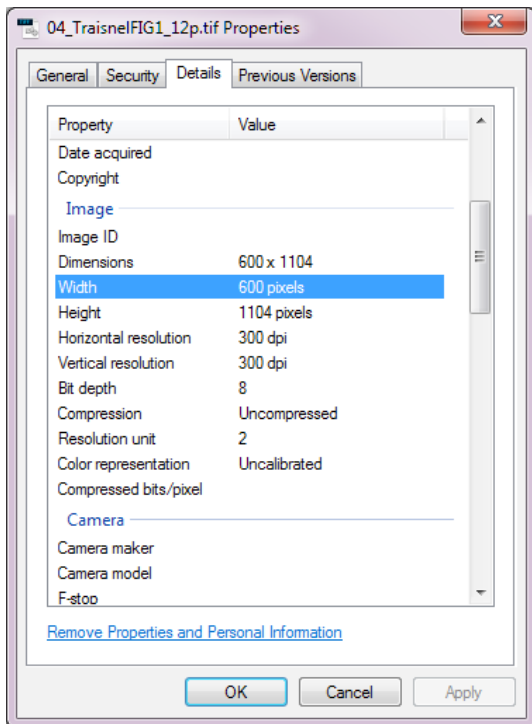 04_TraisnelFIG1_12p.tif Properties
General Security Details Previous Versions
Property Value
Date acquired
Copyright
Image
Image ID
Dimensions 600 x 1104
Width 600 pixels
Height 1104 pixels
Horizontal resolution 300 dpi
Vertical resolution 300 dpi
Bit depth 8
Compression Uncompressed
Resolution unit 2
Color representation Uncalibrated
Compressed bits/pixel
Camera
Camera maker
Camera model
F-stop
Remove Properties and Personal Information
OK Cancel Apply